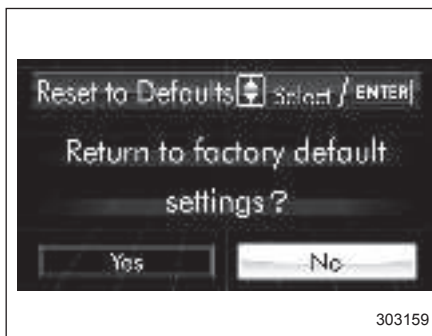 Reset to Defaults Select / ENTER
Return to factory default
settings ?
Yes
No
303159